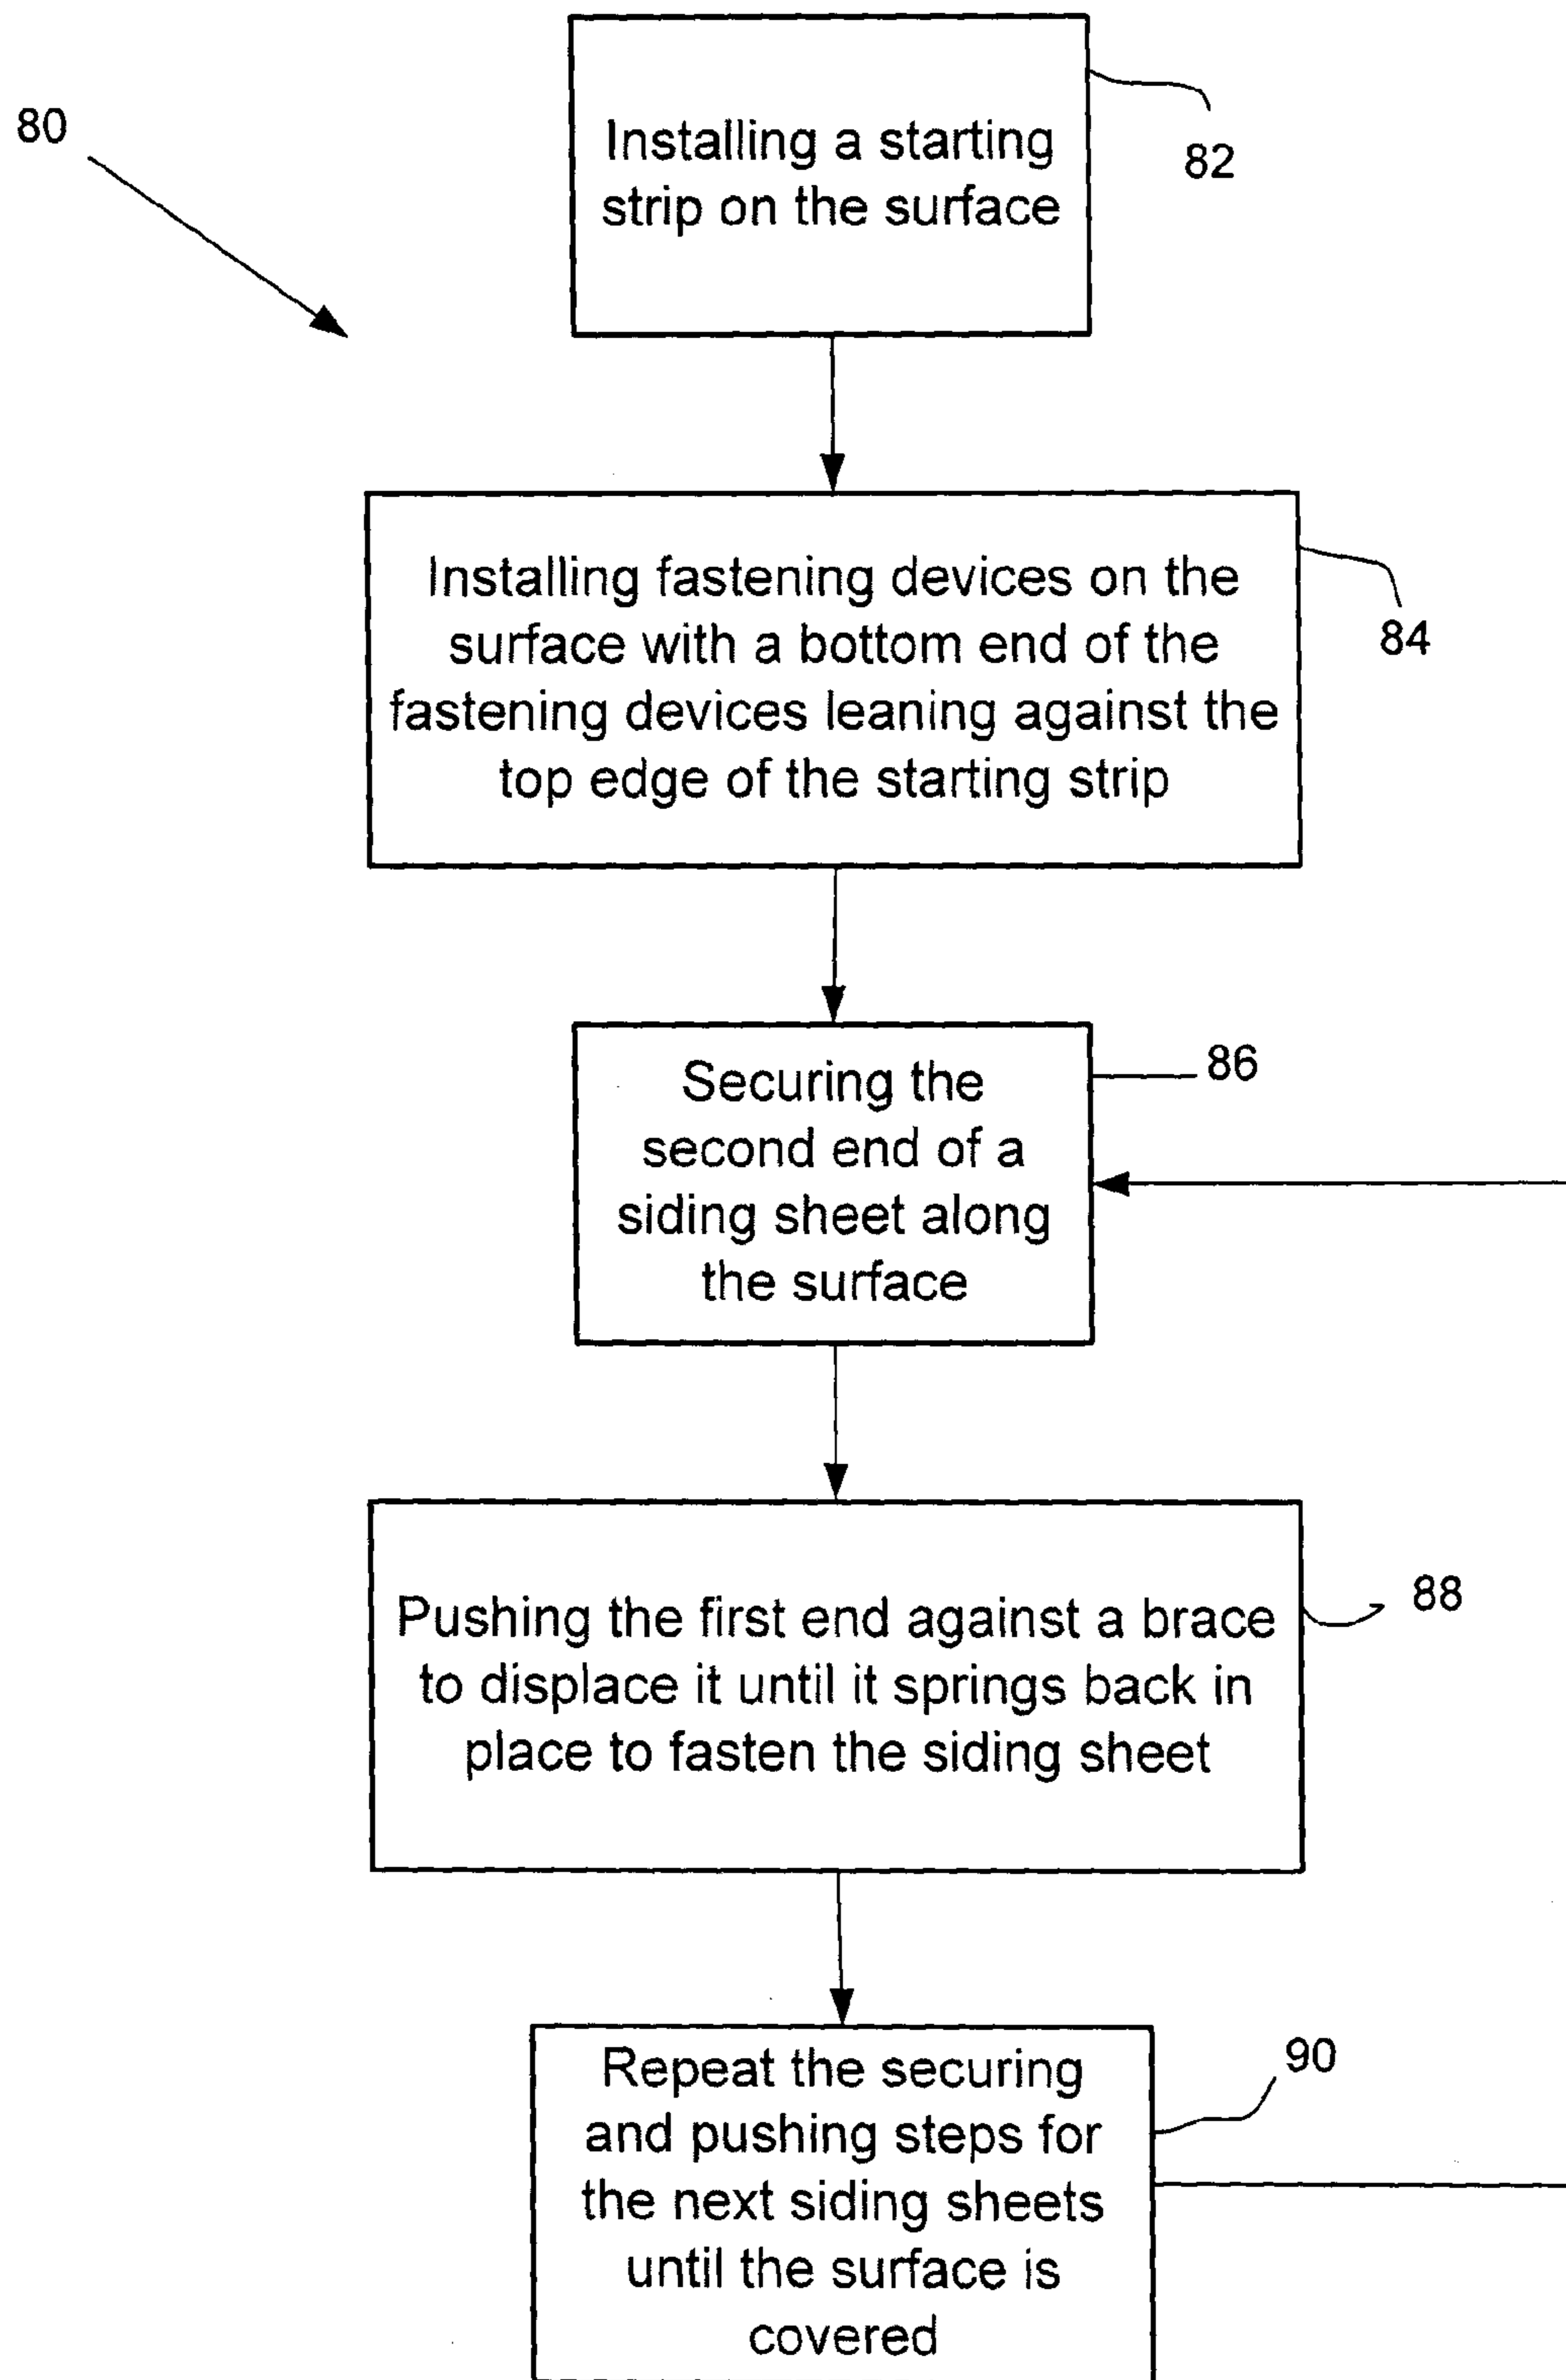 80
Installing a starting
strip on the surface
82
Installing fastening devices on the
surface with a bottom end of the
fastening devices leaning against the
top edge of the starting strip
84
Securing the
second end of a
siding sheet along
the surface
86
Pushing the first end against a brace
to displace it until it springs back in
place to fasten the siding sheet
88
Repeat the securing
and pushing steps for
the next siding sheets
until the surface is
covered
90